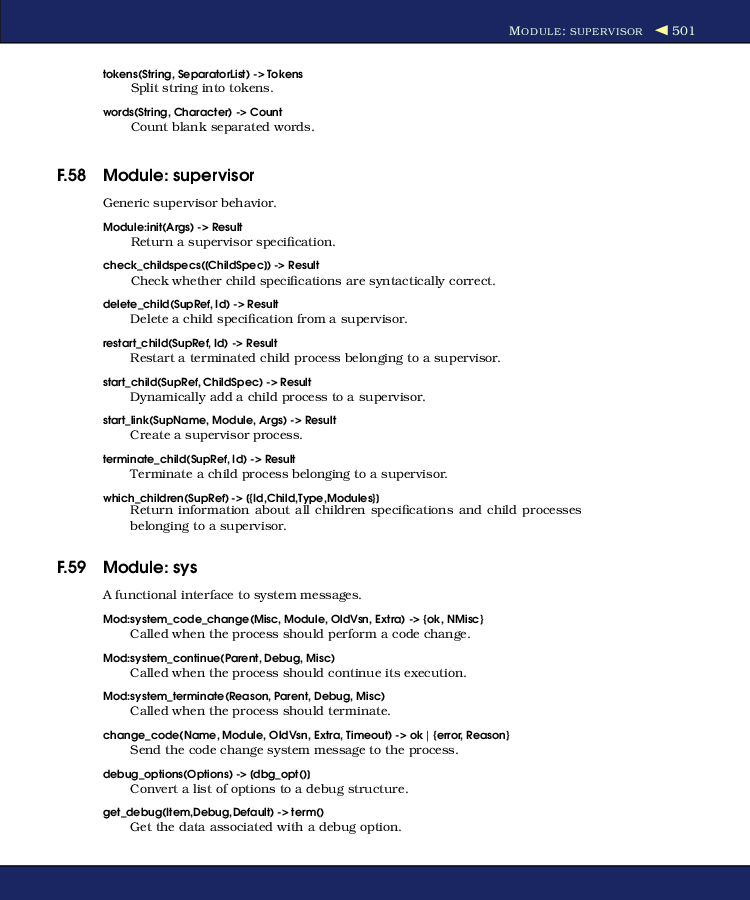 MODULE: SUPERVISOR ◀ 501
tokens(String, SeparatorList) -> Tokens
Split string into tokens.
words(String, Character) -> Count
Count blank separated words.
F.58 Module: supervisor
Generic supervisor behavior.
Module:init(Args) -> Result
Return a supervisor specification.
check_childspecs([ChildSpec]) -> Result
Check whether child specifications are syntactically correct.
delete_child(SupRef, Id) -> Result
Delete a child specification from a supervisor.
restart_child(SupRef, Id) -> Result
Restart a terminated child process belonging to a supervisor.
start_child(SupRef, ChildSpec) -> Result
Dynamically add a child process to a supervisor.
start_link(SupName, Module, Args) -> Result
Create a supervisor process.
terminate_child(SupRef, Id) -> Result
Terminate a child process belonging to a supervisor.
which_children(SupRef) -> [{Id,Child,Type,Modules}]
Return information about all children specifications and child processes
belonging to a supervisor.
F.59 Module: sys
A functional interface to system messages.
Mod:system_code_change(Misc, Module, OldVsn, Extra) -> {ok, NMisc}
Called when the process should perform a code change.
Mod:system_continue(Parent, Debug, Misc)
Called when the process should continue its execution.
Mod:system_terminate(Reason, Parent, Debug, Misc)
Called when the process should terminate.
change_code(Name, Module, OldVsn, Extra, Timeout) -> ok | {error, Reason}
Send the code change system message to the process.
debug_options(Options) -> [dbg_opt()]
Convert a list of options to a debug structure.
get_debug(Item,Debug,Default) -> term()
Get the data associated with a debug option.